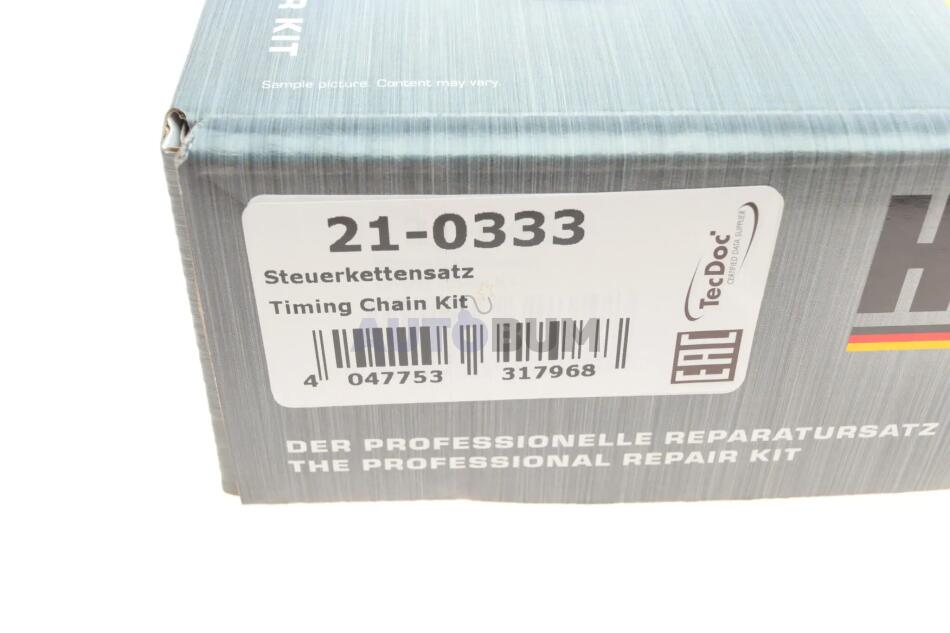 R KIT
Sample picture. Content may vary.
21-0333
Steuerkettensatz
Timing Chain Kit
TecDoc
CERTIFIED DATA SUPPLIER
AUTOBUM
EAC
4 047753 317968
H
DER PROFESSIONELLE REPARATURSATZ
THE PROFESSIONAL REPAIR KIT